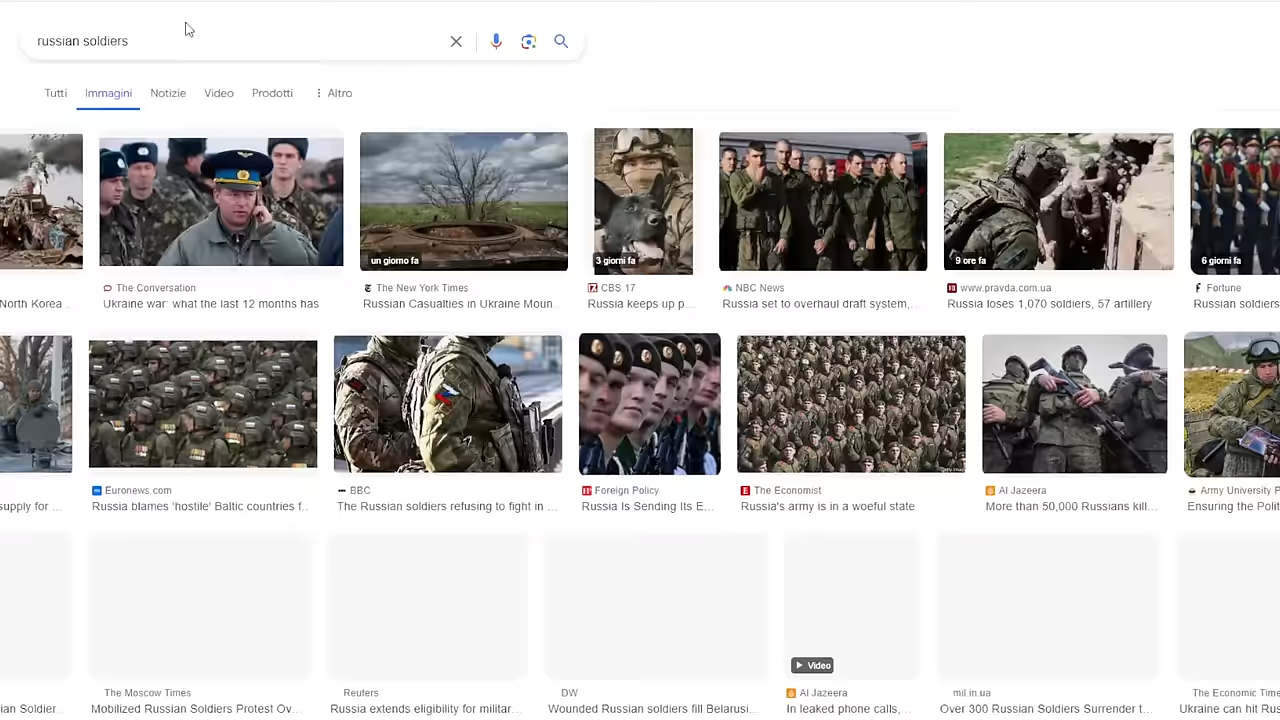 russian soldiers
Tutti Immagini Notizie Video Prodotti Altro
un giorno fa 3 giorni fa 9 ore fa 6 giorni fa
The Conversation The New York Times CBS 17 NBC News www.pravda.com.ua Fortune
North Korea .. Ukraine war: what the last 12 months has Russian Casualties in Ukraine Moun... Russia keeps up p... Russia set to overhaul draft system,... Russia loses 1,070 soldiers, 57 artillery Russian soldiers
Euronews.com BBC Foreign Policy The Economist Al Jazeera Army University P
supply for ... Russia blames 'hostile' Baltic countries f.. The Russian soldiers refusing to fight in ... Russia Is Sending Its E... Russia's army is in a woeful state More than 50,000 Russians kill... Ensuring the Polit
Video
The Moscow Times Reuters DW Al Jazeera mil.in.ua The Economic Time
ian Soldier.. Mobilized Russian Soldiers Protest Ov... Russia extends eligibility for militar... Wounded Russian soldiers fill Belarusi... In leaked phone calls, .. Over 300 Russian Soldiers Surrender t... Ukraine can hit Rus